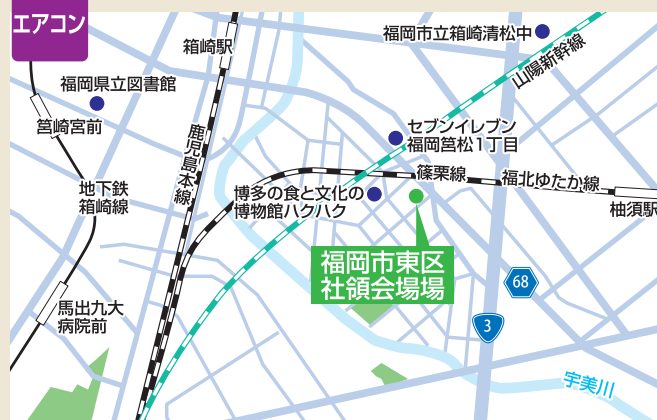 エアコン
箱崎駅
福岡市立箱崎清松中
山陽新幹線
福岡県立図書館
筥崎宮前
鹿児島本線
セブンイレブン
福岡筥松1丁目
篠栗線
福北ゆたか線
地下鉄
箱崎線
博多の食と文化の
博物館ハクハク
柚須駅
福岡市東区
社領会場場
68
3
馬出九大
病院前
宇美川